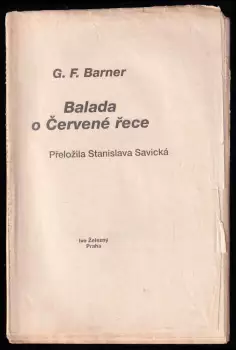 G. F. Barner
Balada
o Červené řece
Přeložila Stanislava Savická
Ivo Železný
Praha